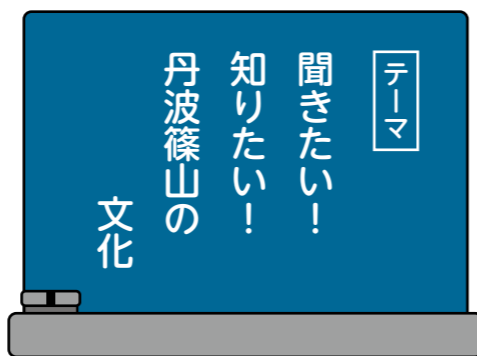 テーマ
聞きたい！
知りたい！
丹波篠山の
文化